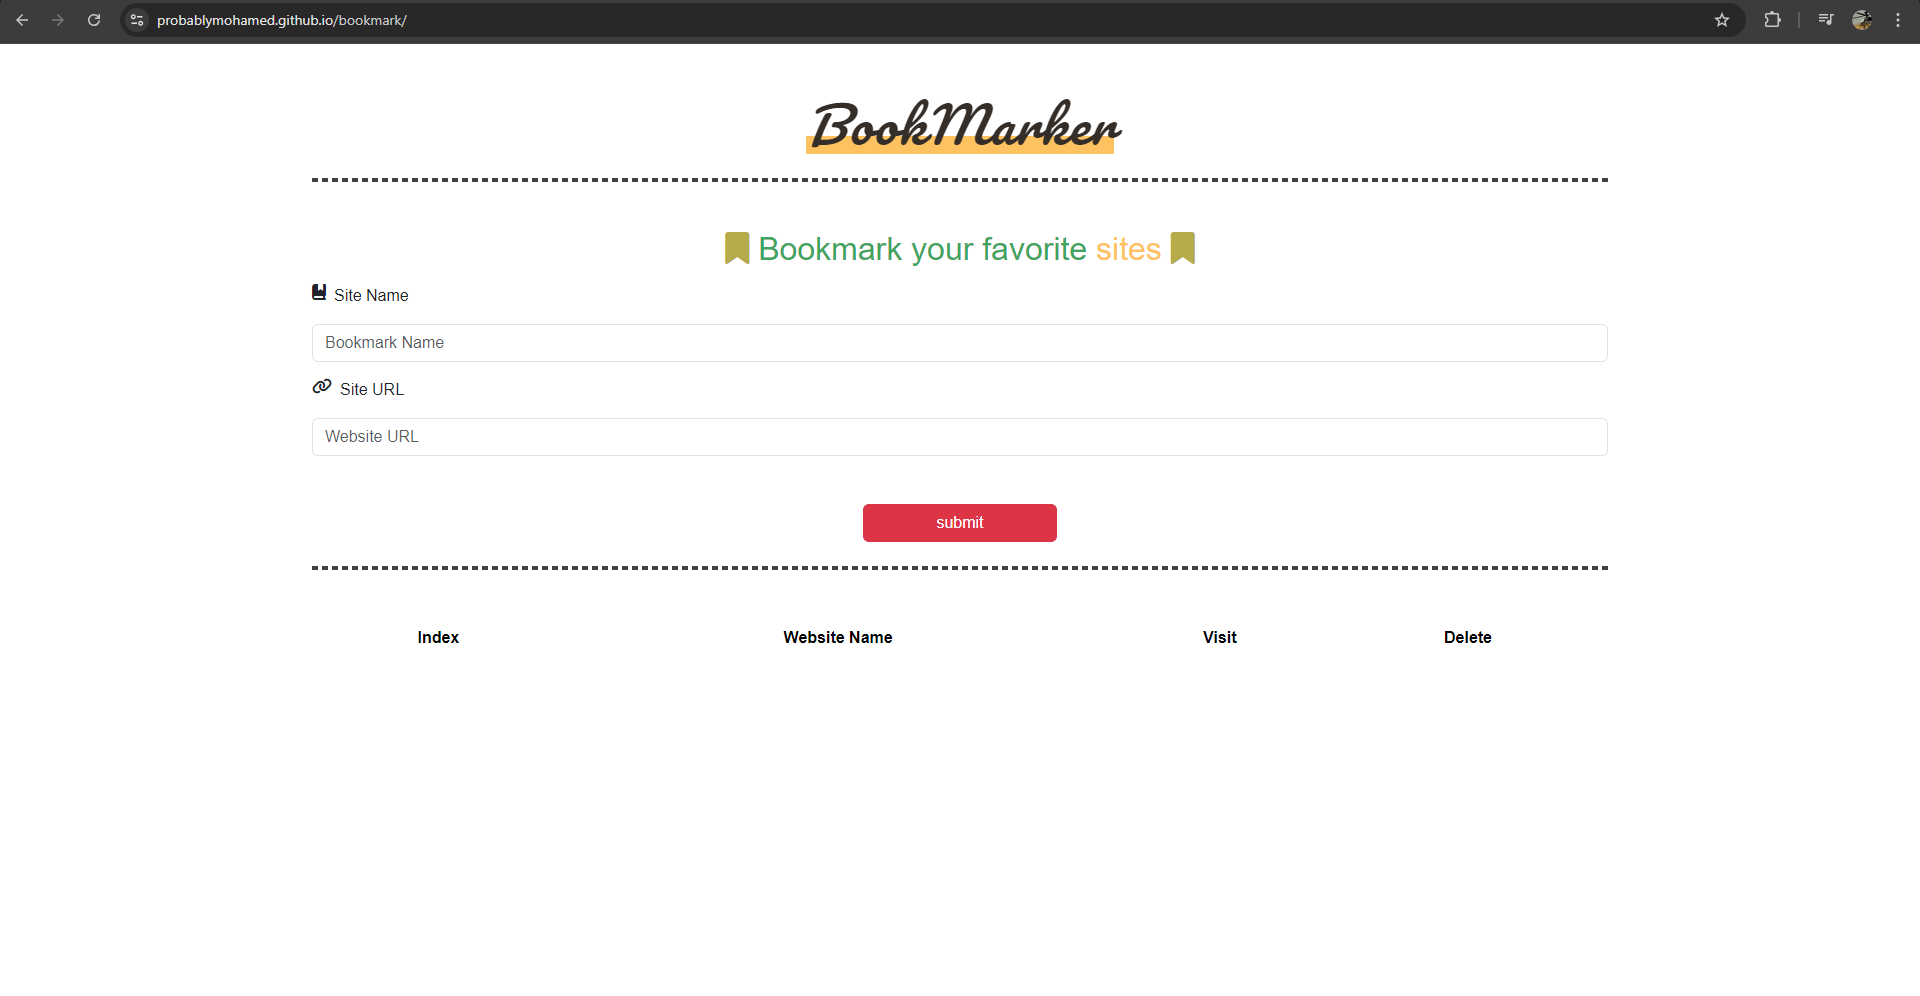 probablymohamed.github.io/bookmark/
BookMarker
Bookmark your favorite sites
Site Name
Bookmark Name
Site URL
Website URL
submit
Index Website Name Visit Delete